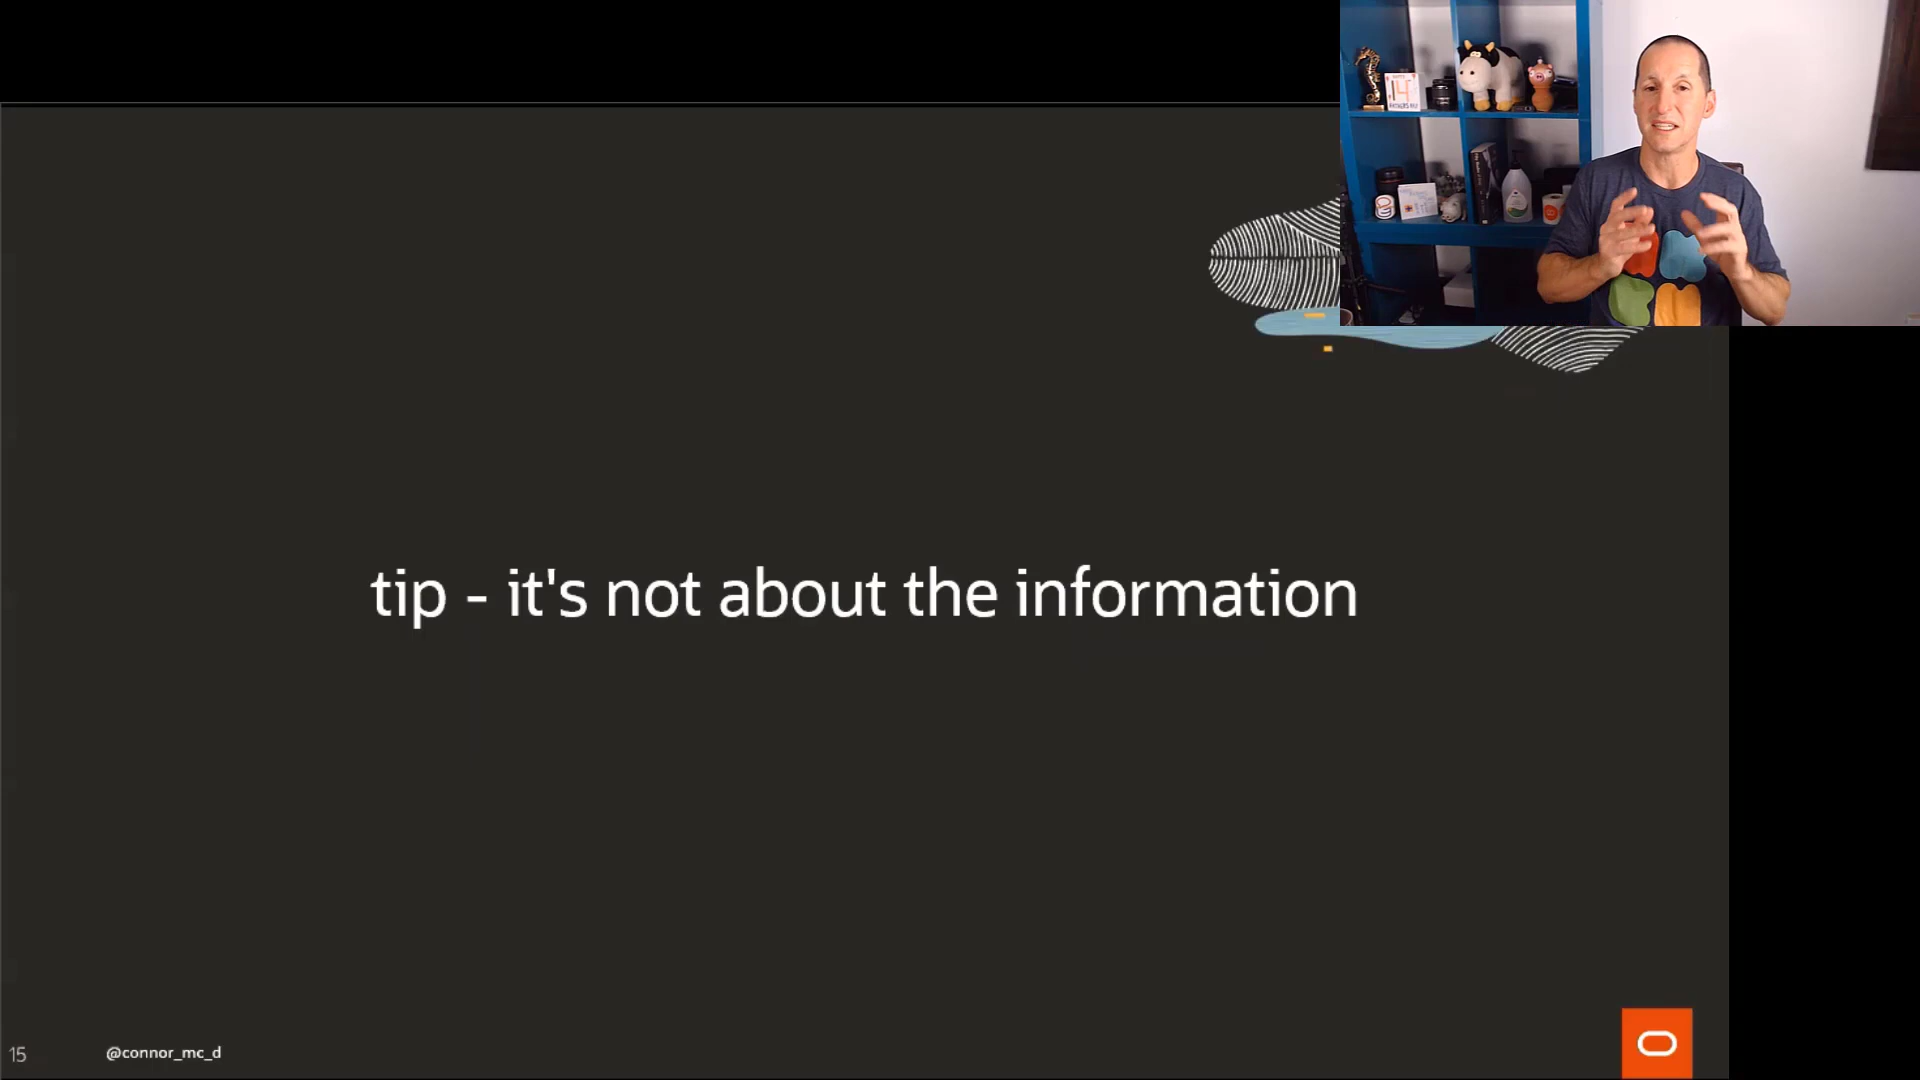 tip - it's not about the information
15
@connor_mc_d